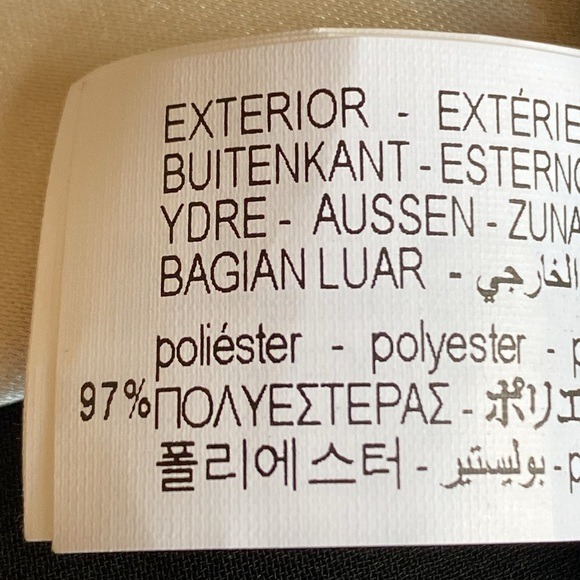 EXTERIOR - EXTÉRIE
BUITENKANT - ESTERNO
YDRE - AUSSEN - ZUNA
BAGIAN LUAR - الخارجي
poliéster - polyester - p
97% ΠΟΛΥΕΣΤΕΡΑΣ - ポリエ
폴리에스터 - بوليستير - p